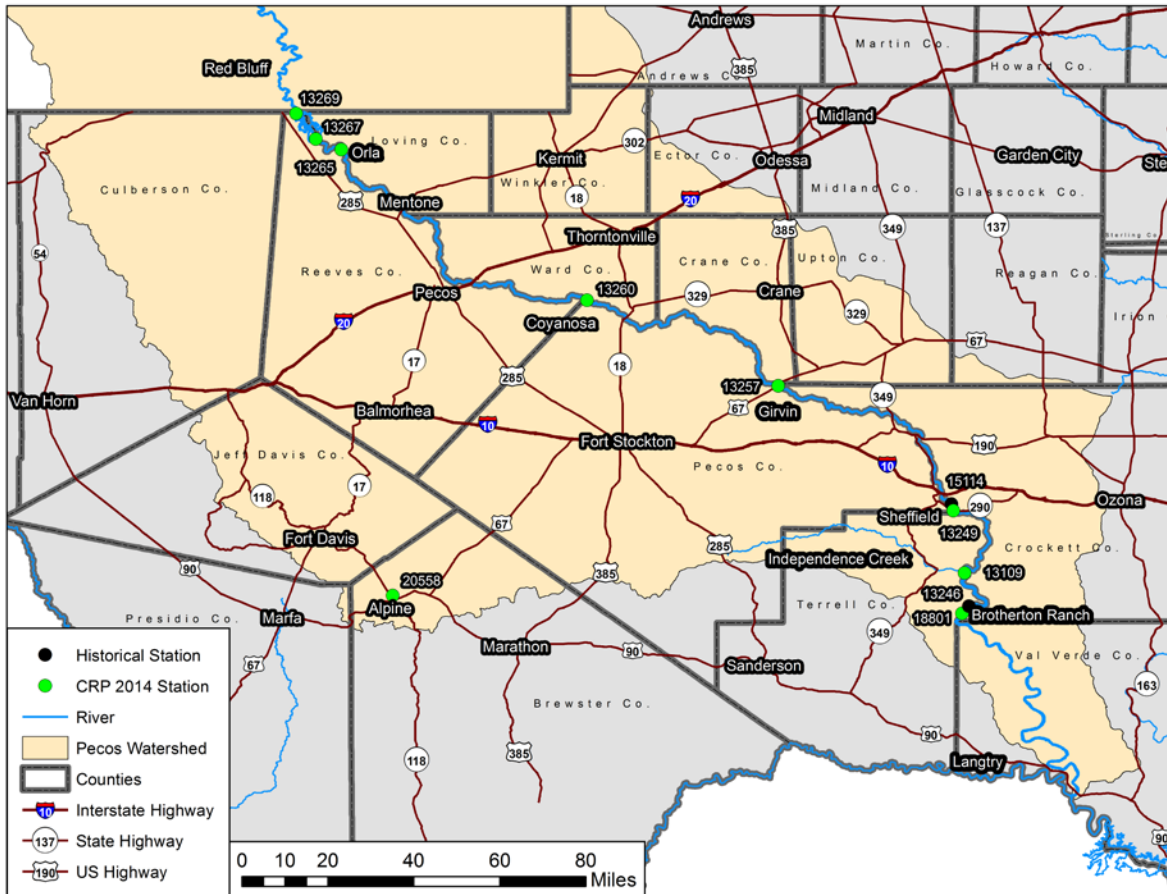 Andrews
Martin Co.
Howard Co.
Red Bluff
385
Andrews Co.
13269
13267
Loving Co.
Orla
13265
Midland
302
Kermit
Ector Co.
Odessa
Garden City
Ste
Culberson Co.
Winkler Co.
Midland Co.
Glasscock Co.
285
Mentone
18
20
385
349
137
Sterling Co.
54
Thorntonville
Reeves Co.
Ward Co.
Crane Co.
Upton Co.
Reagan Co.
Pecos
13260
329
Crane
329
Irion
20
Coyanosa
17
18
67
285
13257
Van Horn
Balmorhea
67
Girvin
349
10
Fort Stockton
190
Jeff Davis Co.
Pecos Co.
10
118
17
15114
Ozona
67
Sheffield
290
13249
Fort Davis
285
Crockett Co.
Independence Creek
90
385
13109
20558
13246
Alpine
Terrell Co.
18801
Brotherton Ranch
Presidio Co.
Marfa
349
Marathon
90
Sanderson
Val Verde Co.
67
163
Brewster Co.
90
118
385
Langtry
90
Historical Station
CRP 2014 Station
River
Pecos Watershed
Counties
10
Interstate Highway
137
State Highway
190
US Highway
0 10 20 40 60 80
Miles